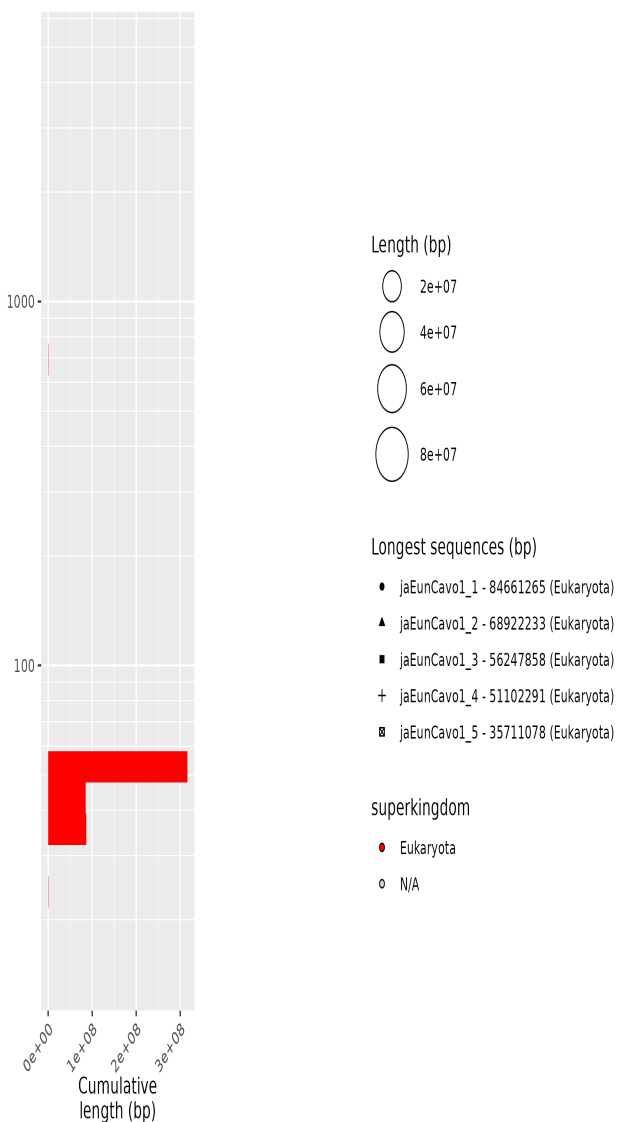 Length (bp)
2e+07
1000
4e+07
6e+07
8e+07
Longest sequences (bp)
jaEunCavo1_1 - 84661265 (Eukaryota)
jaEunCavo1_2 - 68922233 (Eukaryota)
100
jaEunCavo1_3 - 56247858 (Eukaryota)
jaEunCavo1_4 - 51102291 (Eukaryota)
jaEunCavo1_5 - 35711078 (Eukaryota)
superkingdom
Eukaryota
N/A
0e+00
1e+08
2e+08
3e+08
Cumulative
length (bp)